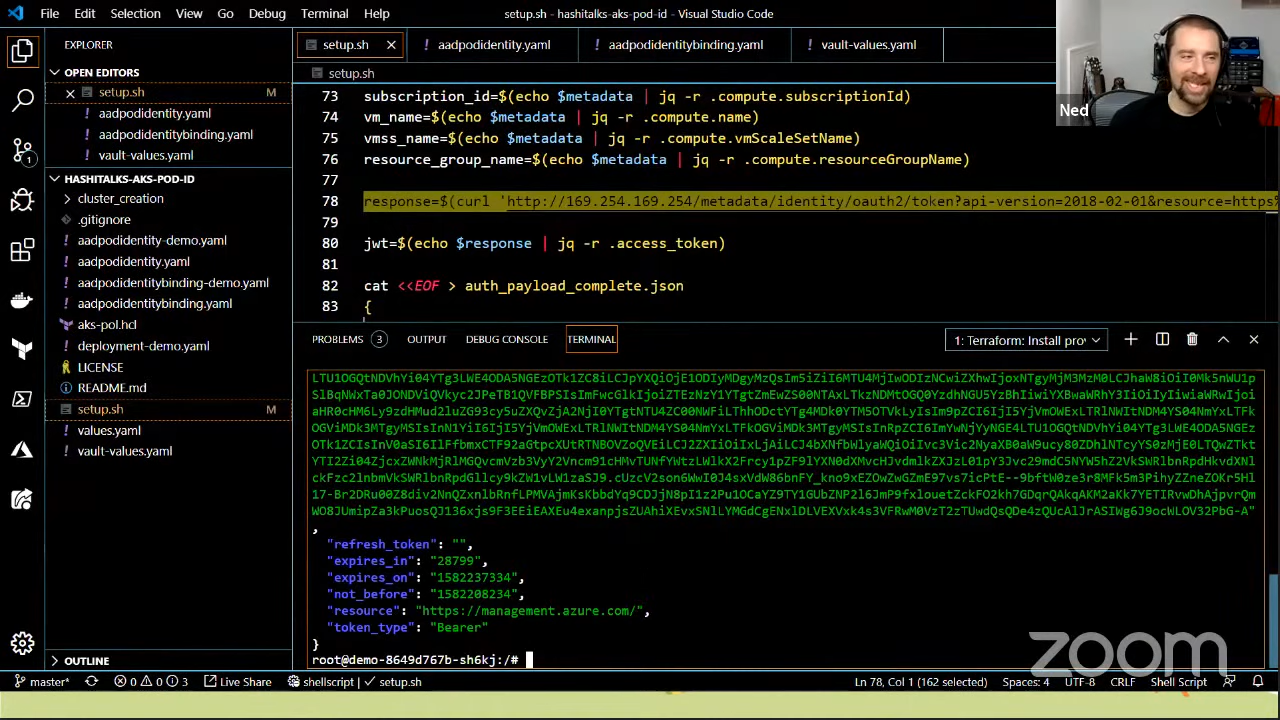 File Edit Selection View Go Debug Terminal Help
setup.sh - hashitalks-aks-pod-id - Visual Studio Code
EXPLORER
OPEN EDITORS
setup.sh M
aadpodidentity.yaml
aadpodidentitybinding.yaml
vault-values.yaml
HASHITALKS-AKS-POD-ID
cluster_creation
.gitignore
aadpodidentity-demo.yaml
aadpodidentity.yaml
aadpodidentitybinding-demo.yaml
aadpodidentitybinding.yaml
aks-pol.hd
deployment-demo.yaml
LICENSE
README.md
setup.sh M
values.yaml
vault-values.yaml
OUTLINE
setup.sh aadpodidentity.yaml aadpodidentitybinding.yaml vault-values.yaml
setup.sh
73 subscription_id=$(echo $metadata | jq -r .compute.subscriptionId)
74 vm_name=$(echo $metadata | jq -r .compute.name)
75 vmss_name=$(echo $metadata | jq -r .compute.vmScaleSetName)
76 resource_group_name=$(echo $metadata | jq -r .compute.resourceGroupName)
77
78 response=$(curl 'http://169.254.169.254/metadata/identity/oauth2/token?api-version=2018-02-01&resource=https%
79
80 jwt=$(echo $response | jq -r .access_token)
81
82 cat <<EOF > auth_payload_complete.json
83 {
Ned
PROBLEMS 3 OUTPUT DEBUG CONSOLE TERMINAL
1: Terraform: Install prov
,
"refresh_token": "",
"expires_in": "28799",
"expires_on": "1582237334",
"not_before": "1582208234",
"resource": "https://management.azure.com/",
"token_type": "Bearer"
}
root@demo-8649d767b-sh6kj:/#
zoom
master* 0 0 3 Live Share shellscript setup.sh
Ln 78, Col 1 (162 selected) Spaces: 4 UTF-8 CRLF Shell Script
1